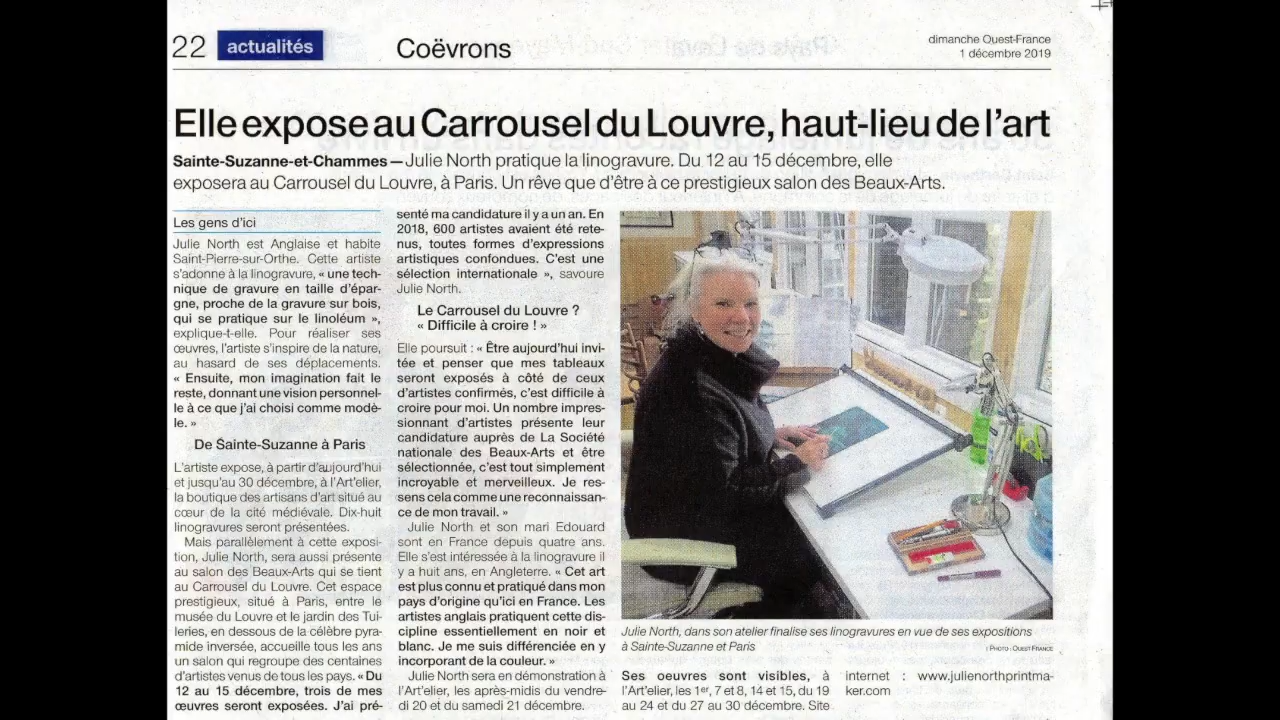 22 actualités Coëvrons
dimanche Ouest-France
1 décembre 2019
Elle expose au Carrousel du Louvre, haut-lieu de l'art
Sainte-Suzanne-et-Chammes — Julie North pratique la linogravure. Du 12 au 15 décembre, elle
exposera au Carrousel du Louvre, à Paris. Un rêve que d'être à ce prestigieux salon des Beaux-Arts.
Les gens d'ici
Julie North est Anglaise et habite
Saint-Pierre-sur-Orthe. Cette artiste
s'adonne à la linogravure, « une tech-
nique de gravure en taille d'épar-
gne, proche de la gravure sur bois,
qui se pratique sur le linoléum »,
explique-t-elle. Pour réaliser ses
œuvres, l'artiste s'inspire de la nature,
au hasard de ses déplacements.
« Ensuite, mon imagination fait le
reste, donnant une vision personnel-
le à ce que j'ai choisi comme modè-
le. »
De Sainte-Suzanne à Paris
L'artiste expose, à partir d'aujourd'hui
et jusqu'au 30 décembre, à l'Art'elier,
la boutique des artisans d'art situé au
cœur de la cité médiévale. Dix-huit
linogravures seront présentées.
Mais parallèlement à cette exposi-
tion, Julie North, sera aussi présente
au salon des Beaux-Arts qui se tient
au Carrousel du Louvre. Cet espace
prestigieux, situé à Paris, entre le
musée du Louvre et le jardin des Tui-
leries, en dessous de la célèbre pyra-
mide inversée, accueille tous les ans
un salon qui regroupe des centaines
d'artistes venus de tous les pays. « Du
12 au 15 décembre, trois de mes
œuvres seront exposées. J'ai pré-
senté ma candidature il y a un an. En
2018, 600 artistes avaient été rete-
nus, toutes formes d'expressions
artistiques confondues. C'est une
sélection internationale », savoure
Julie North.
Le Carrousel du Louvre ?
« Difficile à croire ! »
Elle poursuit : « Être aujourd'hui invi-
tée et penser que mes tableaux
seront exposés à côté de ceux
d'artistes confirmés, c'est difficile à
croire pour moi. Un nombre impres-
sionnant d'artistes présente leur
candidature auprès de La Société
nationale des Beaux-Arts et être
sélectionnée, c'est tout simplement
incroyable et merveilleux. Je res-
sens cela comme une reconnaissan-
ce de mon travail. »
Julie North et son mari Edouard
sont en France depuis quatre ans.
Elle s'est intéressée à la linogravure il
y a huit ans, en Angleterre. « Cet art
est plus connu et pratiqué dans mon
pays d'origine qu'ici en France. Les
artistes anglais pratiquent cette dis-
cipline essentiellement en noir et
blanc. Je me suis différenciée en y
incorporant de la couleur. »
Julie North sera en démonstration à
l'Art'elier, les après-midis du vendre-
di 20 et du samedi 21 décembre.
Julie North, dans son atelier finalise ses linogravures en vue de ses expositions
à Sainte-Suzanne et Paris
| PHOTO : OUEST FRANCE
Ses oeuvres sont visibles, à
l'Art'elier, les 1er, 7 et 8, 14 et 15, du 19
au 24 et du 27 au 30 décembre. Site
internet : www.julienorthprintma-
ker.com